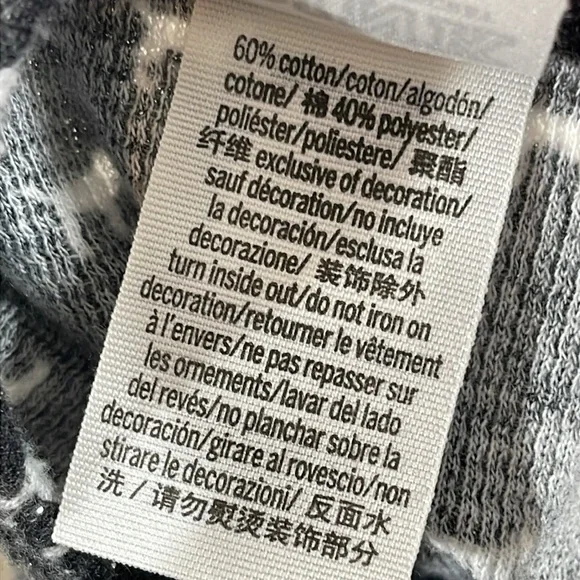 60% cotton/coton/algodón/
cotone/ 棉 40% polyester/
poliéster/poliestere/ 聚酯
纤维 exclusive of decoration/
sauf décoration/no incluye
la decoración/esclusa la
decorazione/ 装饰除外
turn inside out/do not iron on
decoration/retourner le vêtement
à l'envers/ne pas repasser sur
les ornements/lavar del lado
del revés/no planchar sobre la
decoración/girare al rovescio/non
stirare le decorazioni/ 反面水
洗 / 请勿熨烫装饰部分